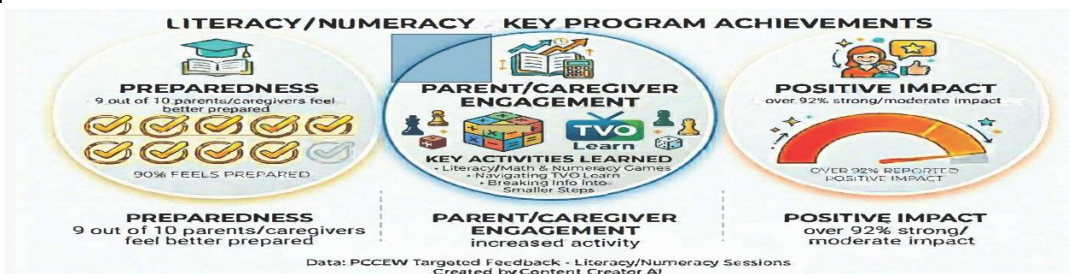 LITERACY/NUMERACY - KEY PROGRAM ACHIEVEMENTS
PREPAREDNESS
9 out of 10 parents/caregivers feel
better prepared
90% FEELS PREPARED
PARENT/CAREGIVER
ENGAGEMENT
TVO
Learn
KEY ACTIVITIES LEARNED
• Literacy/Math & Numeracy Games
• Navigating TVO Learn
• Breaking Info Into
Smaller Steps
POSITIVE IMPACT
over 92% strong/moderate impact
OVER 92% REPORTED
POSITIVE IMPACT
PREPAREDNESS
9 out of 10 parents/caregivers
feel better prepared
PARENT/CAREGIVER
ENGAGEMENT
increased activity
POSITIVE IMPACT
over 92% strong/
moderate impact
Data: PCCEW Targeted Feedback - Literacy/Numeracy Sessions
Created by Content Creator AI